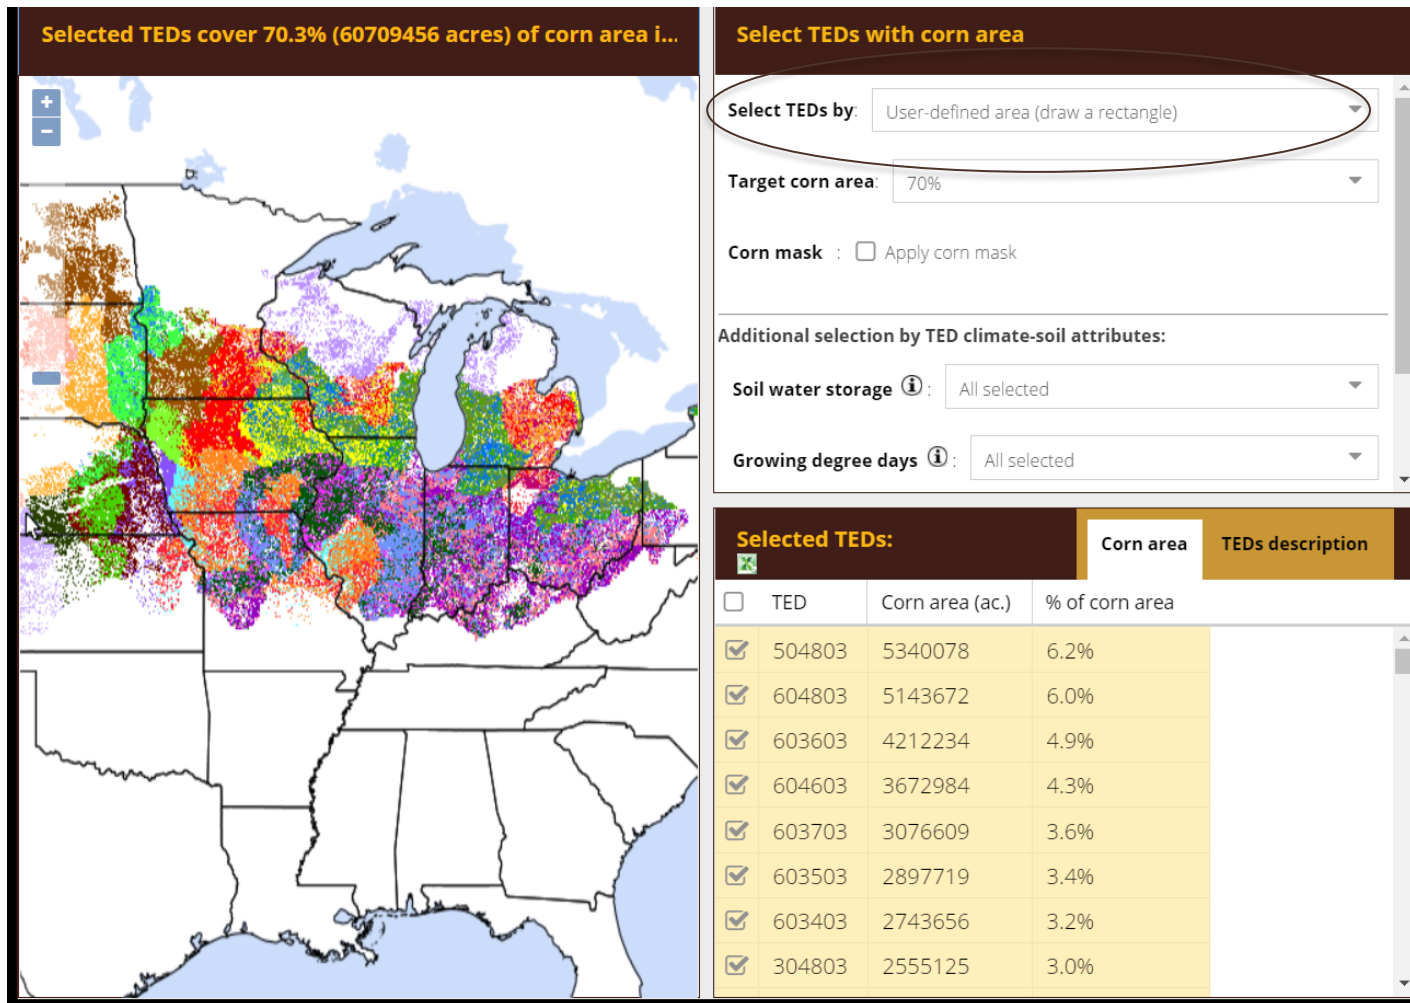 Selected TEDs cover 70.3% (60709456 acres) of corn area i...
+
−
Select TEDs with corn area
Select TEDs by: User-defined area (draw a rectangle)
Target corn area: 70%
Corn mask : Apply corn mask
Additional selection by TED climate-soil attributes:
Soil water storage i : All selected
Growing degree days i : All selected
Selected TEDs:
Corn area TEDs description
TED Corn area (ac.) % of corn area
504803 5340078 6.2%
604803 5143672 6.0%
603603 4212234 4.9%
604603 3672984 4.3%
603703 3076609 3.6%
603503 2897719 3.4%
603403 2743656 3.2%
304803 2555125 3.0%